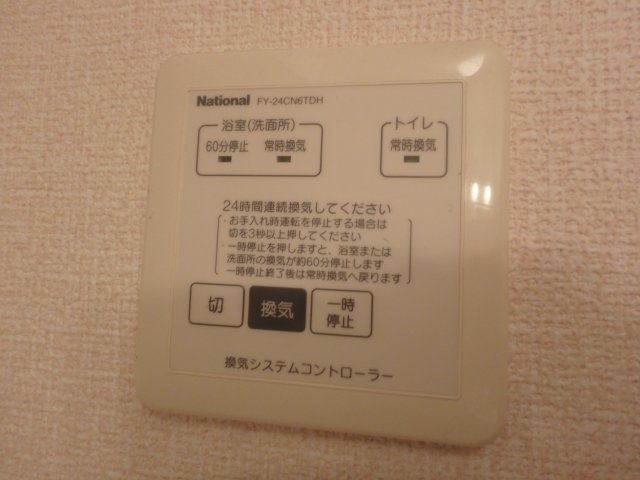 National FY-24CN6TDH
浴室(洗面所) トイレ
60分停止 常時換気 常時換気
24時間連続換気してください
・お手入れ時運転を停止する場合は
切を3秒以上押してください
・一時停止を押しますと、浴室または
洗面所の換気が約60分停止します
一時停止終了後は常時換気へ戻ります
切 換気 一時
停止
換気システムコントローラー